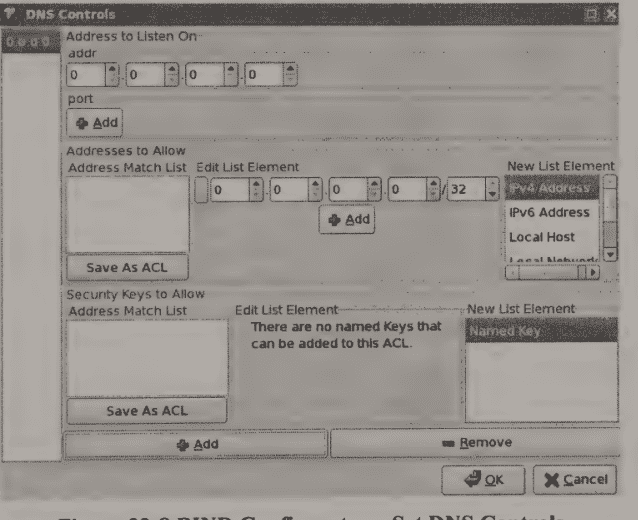 DNS Controls
0.0.0.0
Address to Listen On
addr
0 . 0 . 0 . 0
port
Add
Addresses to Allow
Address Match List Edit List Element New List Element
0 . 0 . 0 . 0 / 32
IPv4 Address
Add
IPv6 Address
Local Host
Local Network
Save As ACL
Security Keys to Allow
Address Match List Edit List Element New List Element
There are no named Keys that
can be added to this ACL.
Named Key
Save As ACL
Add Remove
OK Cancel
BIND Set DNS Controls